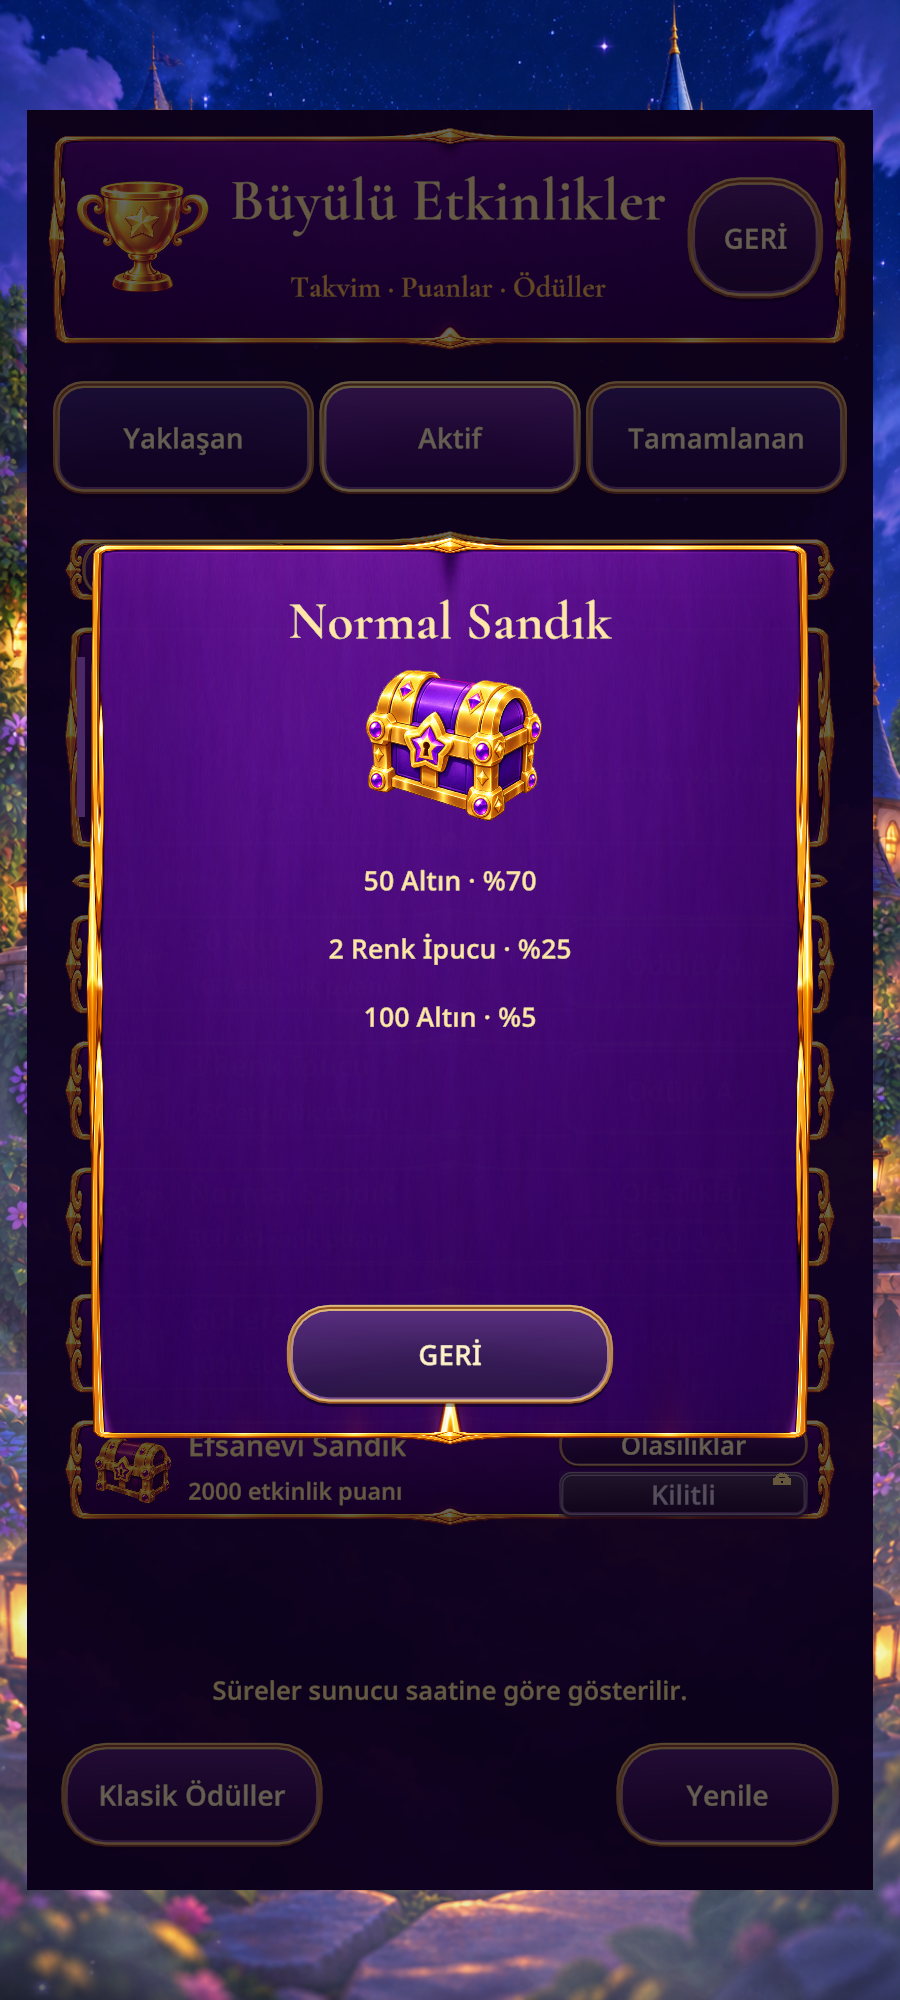 Büyülü Etkinlikler
Takvim · Puanlar · Ödüller
GERİ
Yaklaşan
Aktif
Tamamlanan
Normal Sandık
50 Altın · %70
2 Renk İpucu · %25
100 Altın · %5
GERİ
Efsanevi Sandık
Olasılıklar
2000 etkinlik puanı
Kilitli
Süreler sunucu saatine göre gösterilir.
Klasik Ödüller
Yenile